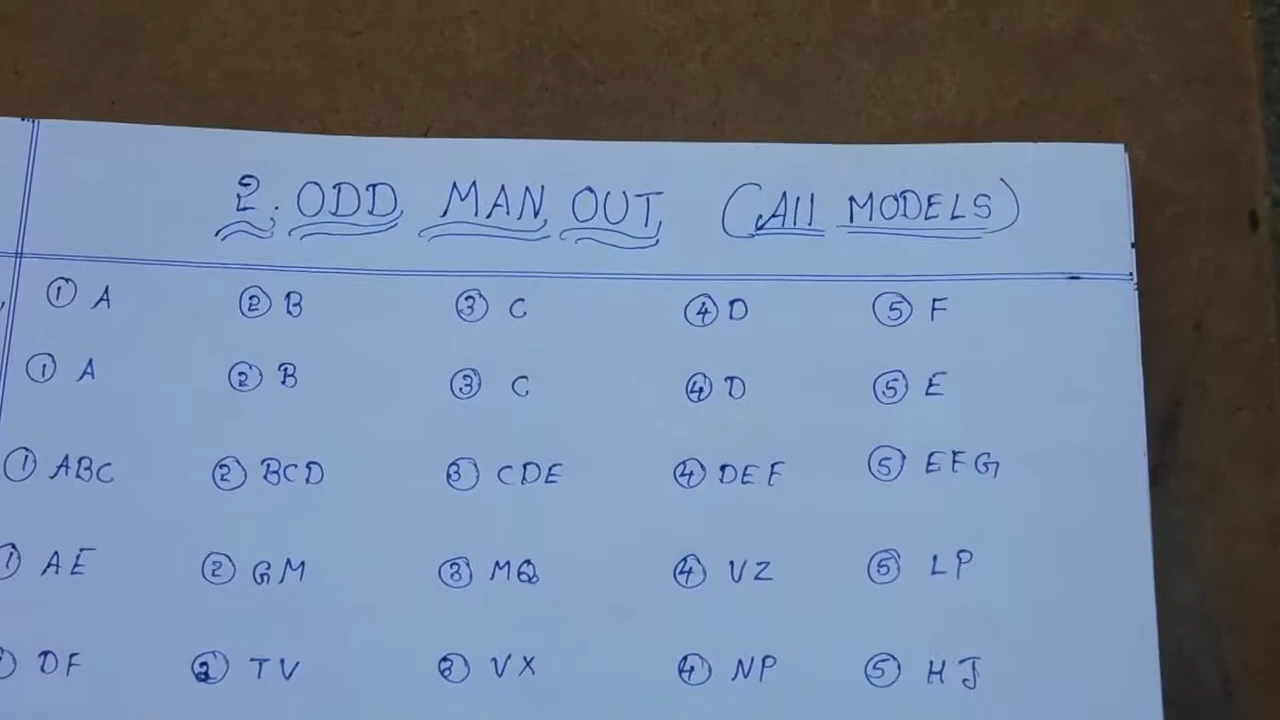 2. ODD MAN OUT (All MODELS)
① A ② B ③ C ④ D ⑤ F
① A ② B ③ C ④ D ⑤ E
① ABC ② BCD ③ CDE ④ DEF ⑤ EFG
① AE ② GM ③ MQ ④ VZ ⑤ LP
① DF ② TV ③ VX ④ NP ⑤ HJ